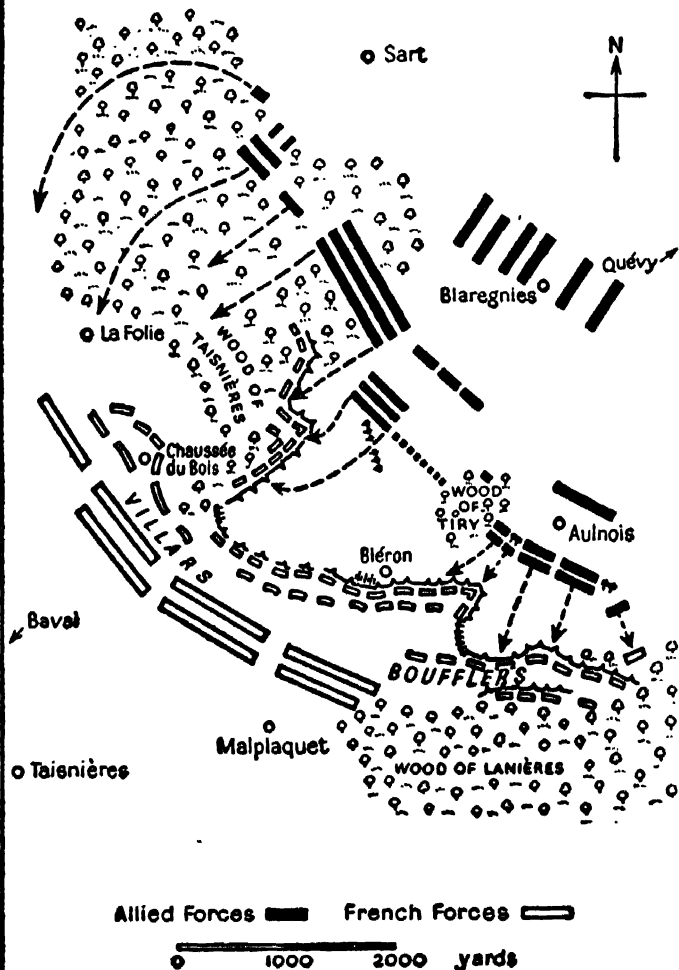 Sart
N
Quévy
Blaregnies
La Folie
WOOD OF
TAISNIÈRES
Chaussée
du Bois
WOOD
OF
TIRY
Aulnois
VILLARS
Bléron
Bavat
BOUFFLERS
Malplaquet
Taisnières
WOOD OF LANIÈRES
Allied Forces
French Forces
0 1000 2000 yards